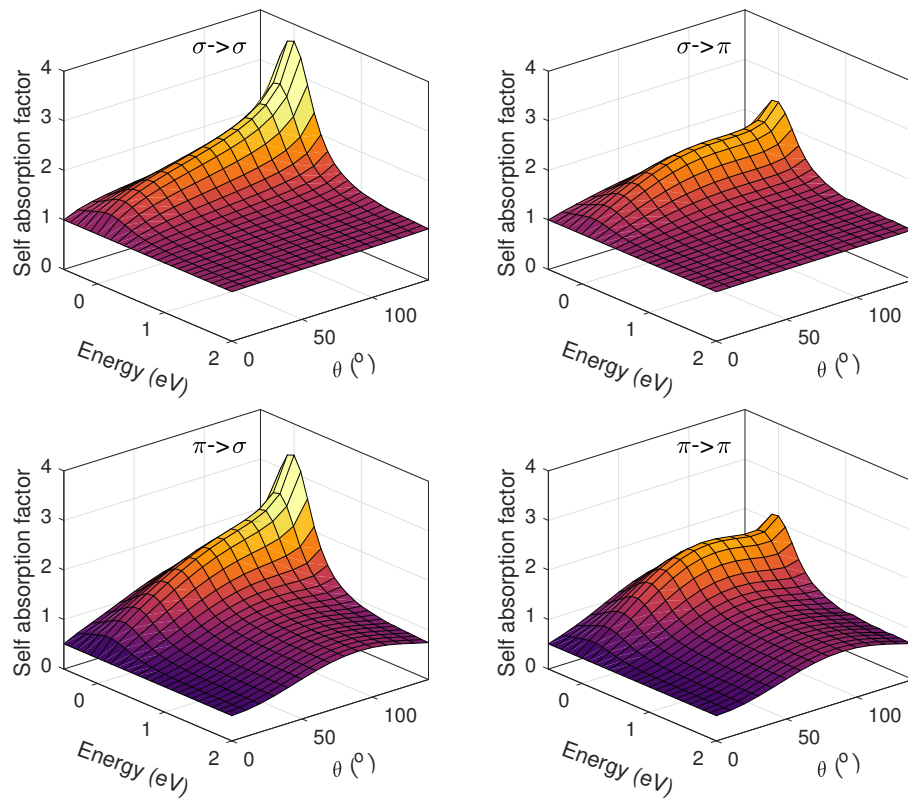 σ->σ
4
3
2
1
0
Self absorption factor
0
1
2
Energy (eV)
0
50
100
θ (°)
σ->π
4
3
2
1
0
Self absorption factor
0
1
2
Energy (eV)
0
50
100
θ (°)
π->σ
4
3
2
1
0
Self absorption factor
0
1
2
Energy (eV)
0
50
100
θ (°)
π->π
4
3
2
1
0
Self absorption factor
0
1
2
Energy (eV)
0
50
100
θ (°)